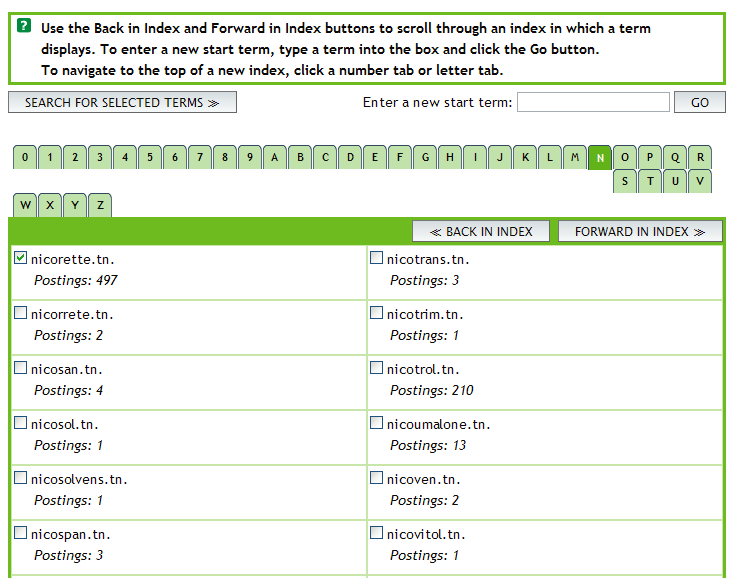 Use the Back in Index and Forward in Index buttons to scroll through an index in which a term
displays. To enter a new start term, type a term into the box and click the Go button.
To navigate to the top of a new index, click a number tab or letter tab.
SEARCH FOR SELECTED TERMS ≫ Enter a new start term: GO
0 1 2 3 4 5 6 7 8 9 A B C D E F G H I J K L M N O P Q R
S T U V
W X Y Z
≪ BACK IN INDEX FORWARD IN INDEX ≫
nicorette.tn. nicotrans.tn.
Postings: 497 Postings: 3
nicorrete.tn. nicotrim.tn.
Postings: 2 Postings: 1
nicosan.tn. nicotrol.tn.
Postings: 4 Postings: 210
nicosol.tn. nicoumalone.tn.
Postings: 1 Postings: 13
nicosolvens.tn. nicoven.tn.
Postings: 1 Postings: 2
nicospan.tn. nicovitol.tn.
Postings: 3 Postings: 1